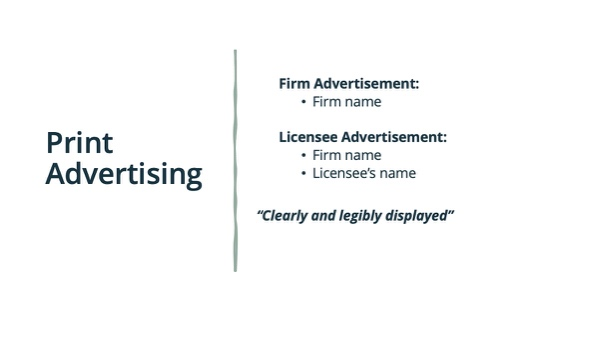 Print
Advertising
Firm Advertisement:
• Firm name
Licensee Advertisement:
• Firm name
• Licensee’s name
“Clearly and legibly displayed”